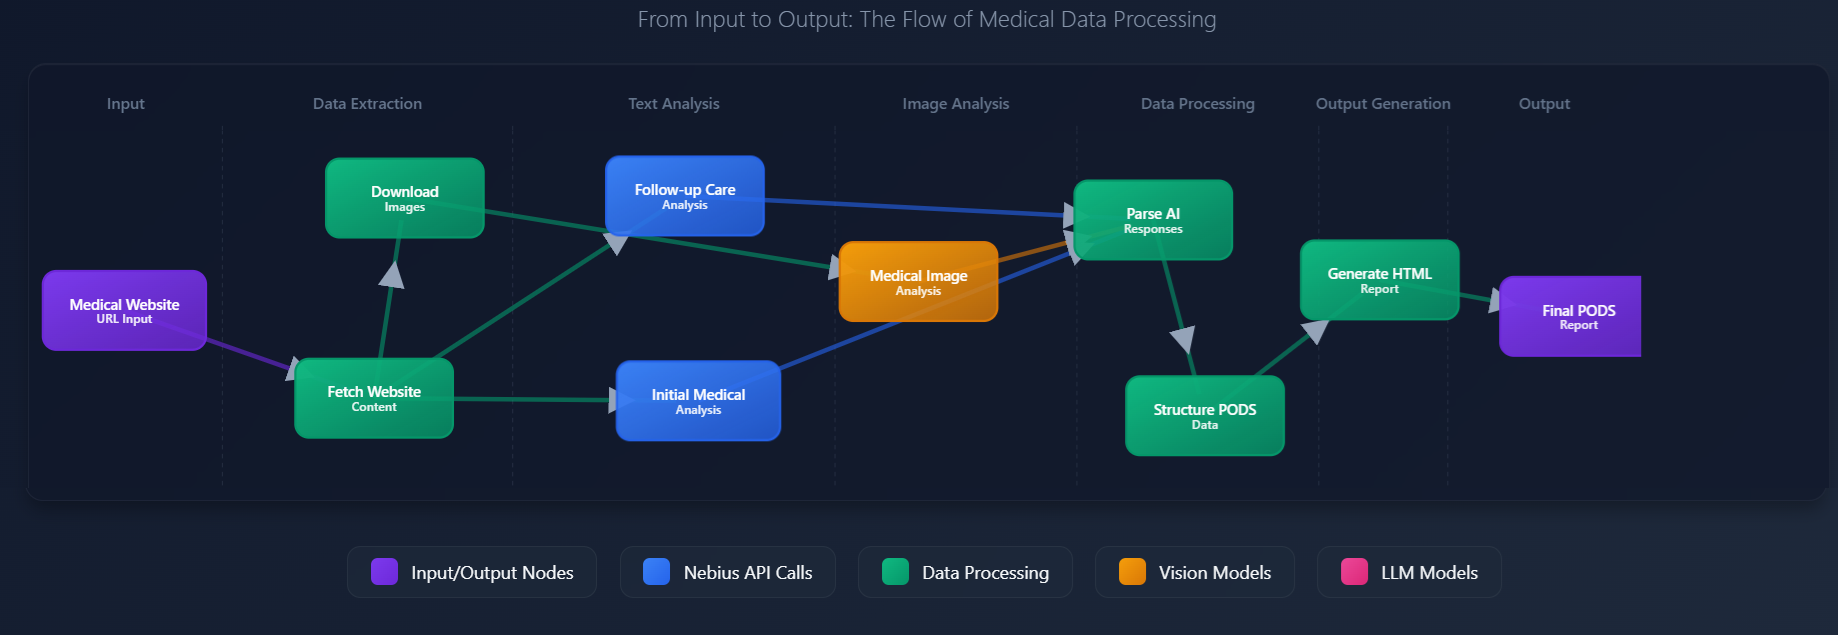 From Input to Output: The Flow of Medical Data Processing
Input
Data Extraction
Text Analysis
Image Analysis
Data Processing
Output Generation
Output
Medical Website
URL Input
Download
Images
Fetch Website
Content
Follow-up Care
Analysis
Initial Medical
Analysis
Medical Image
Analysis
Parse AI
Responses
Structure PODS
Data
Generate HTML
Report
Final PODS
Report
Input/Output Nodes
Nebius API Calls
Data Processing
Vision Models
LLM Models